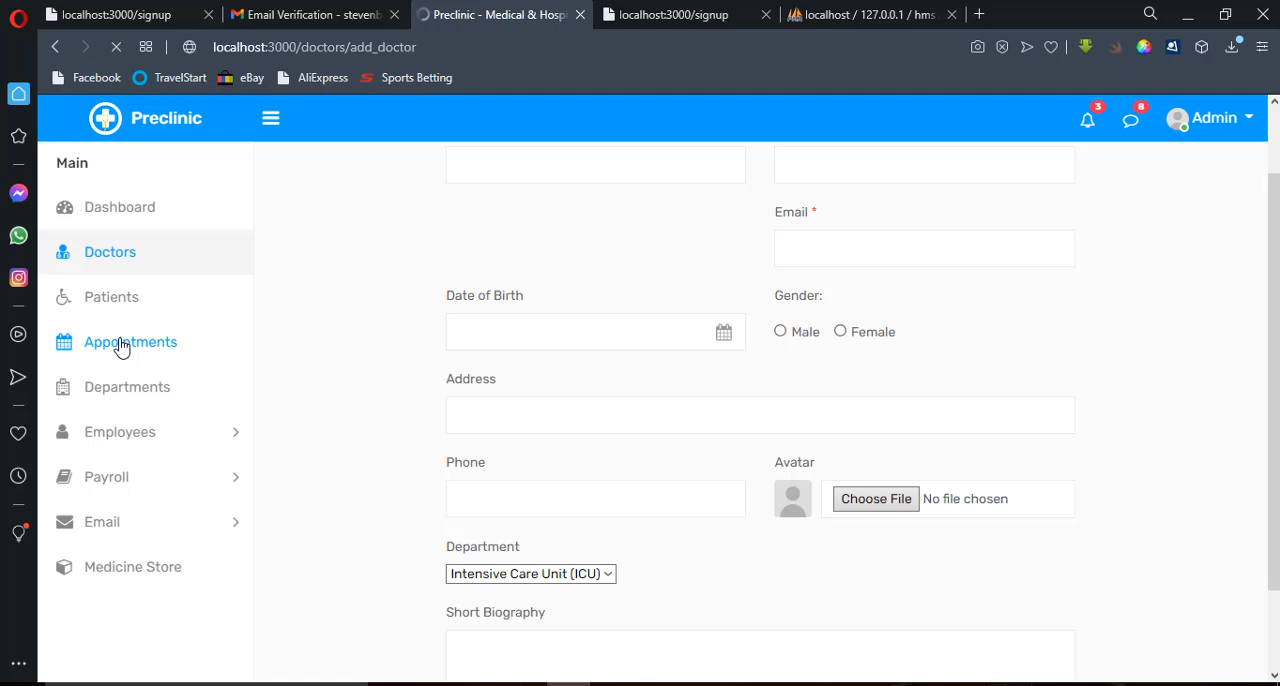 localhost:3000/signup
Email Verification - stevenb
Preclinic - Medical & Hospi
localhost:3000/signup
localhost / 127.0.0.1 / hms
localhost:3000/doctors/add_doctor
Facebook TravelStart eBay AliExpress Sports Betting
Preclinic
3
8
Admin
Main
Dashboard
Doctors
Patients
Appointments
Departments
Employees
Payroll
Email
Medicine Store
Email *
Date of Birth
Gender:
Male Female
Address
Phone
Avatar
Choose File No file chosen
Department
Intensive Care Unit (ICU)
Short Biography